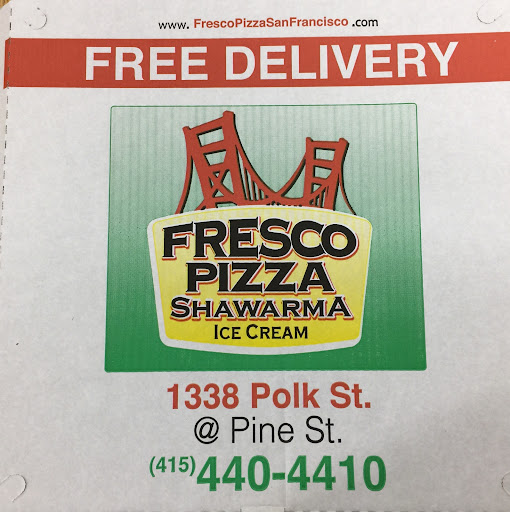 www. FrescoPizzaSanFrancisco .com
FREE DELIVERY
FRESCO
PIZZA
SHAWARMA
ICE CREAM
1338 Polk St.
@ Pine St.
(415)440-4410